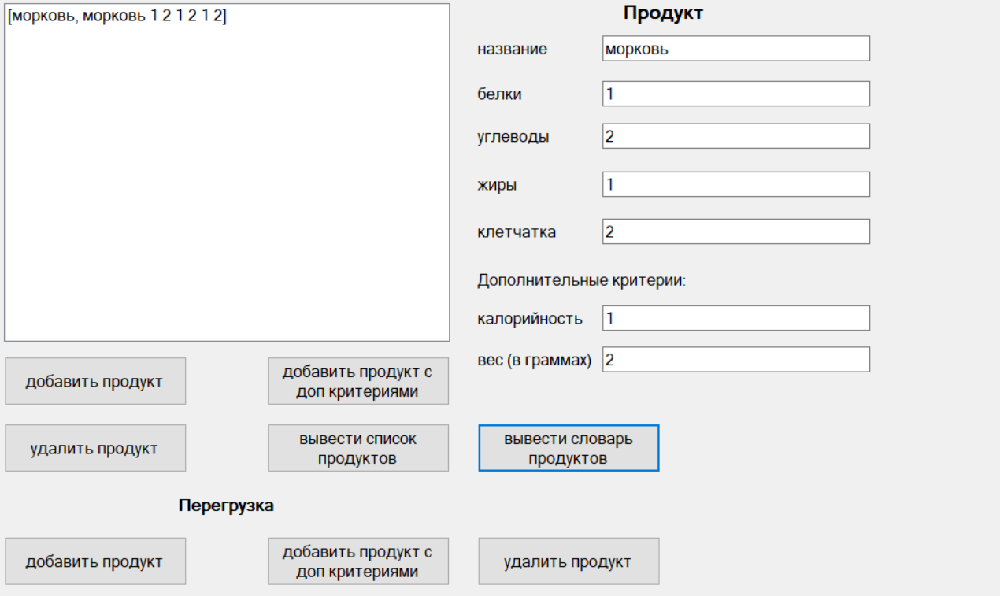 [морковь, морковь 1 2 1 2 1 2]
Продукт
название
морковь
белки
1
углеводы
2
жиры
1
клетчатка
2
Дополнительные критерии:
калорийность
1
вес (в граммах)
2
добавить продукт
добавить продукт с
доп критериями
удалить продукт
вывести список
продуктов
вывести словарь
продуктов
Перегрузка
добавить продукт
добавить продукт с
доп критериями
удалить продукт